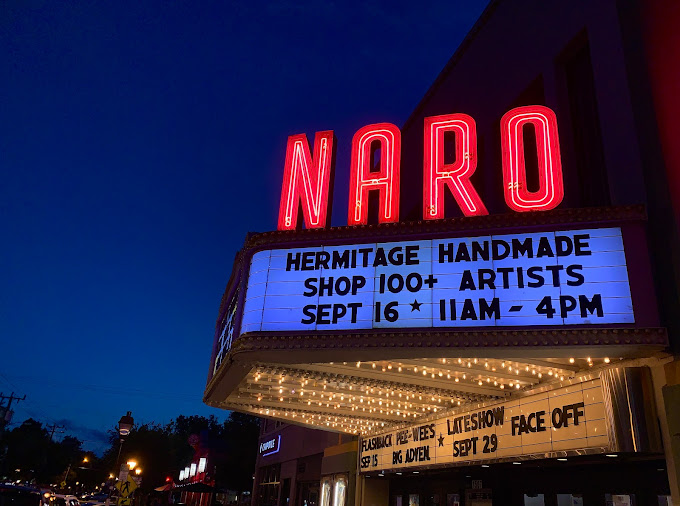 NARO
HERMITAGE HANDMADE
SHOP 100+ ARTISTS
SEPT 16 ★ 11AM - 4PM
FLASHBACK PEE-WEE'S ★ LATESHOW FACE OFF
SEP 15 BIG ADVEN. SEPT 29